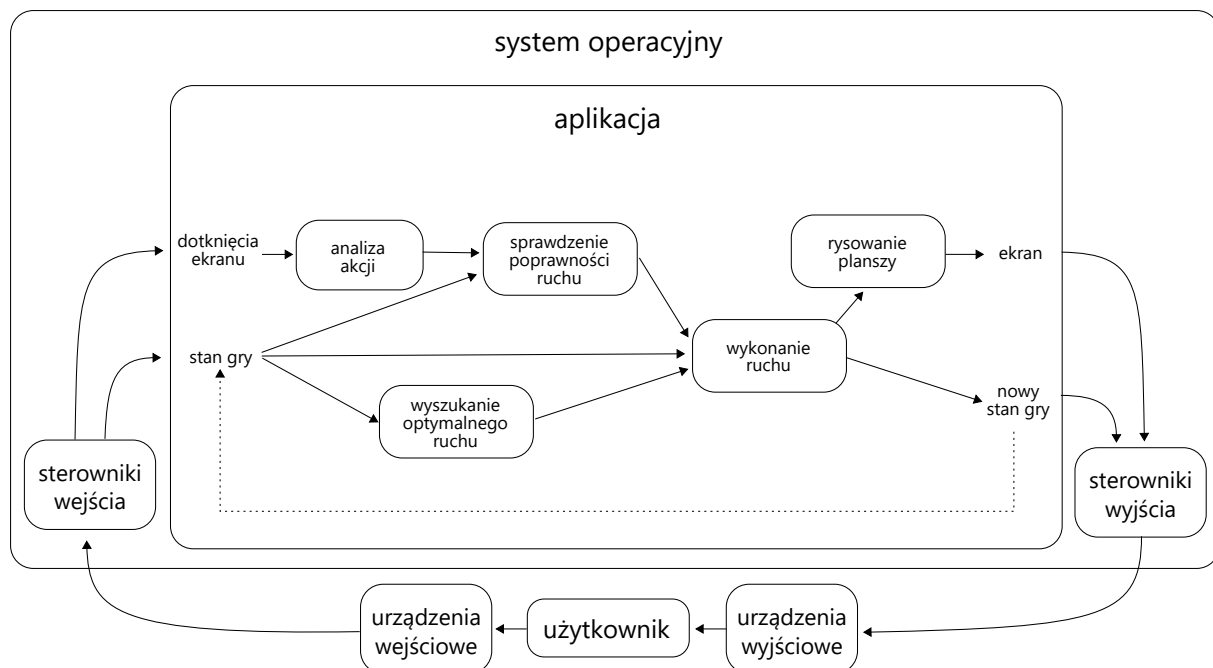 system operacyjny
aplikacja
dotknięcia
ekranu
analiza
akcji
sprawdzenie
poprawności
ruchu
rysowanie
planszy
ekran
stan gry
wykonanie
ruchu
wyszukanie
optymalnego
ruchu
nowy
stan gry
sterowniki
wejścia
sterowniki
wyjścia
urządzenia
wejściowe
użytkownik
urządzenia
wyjściowe